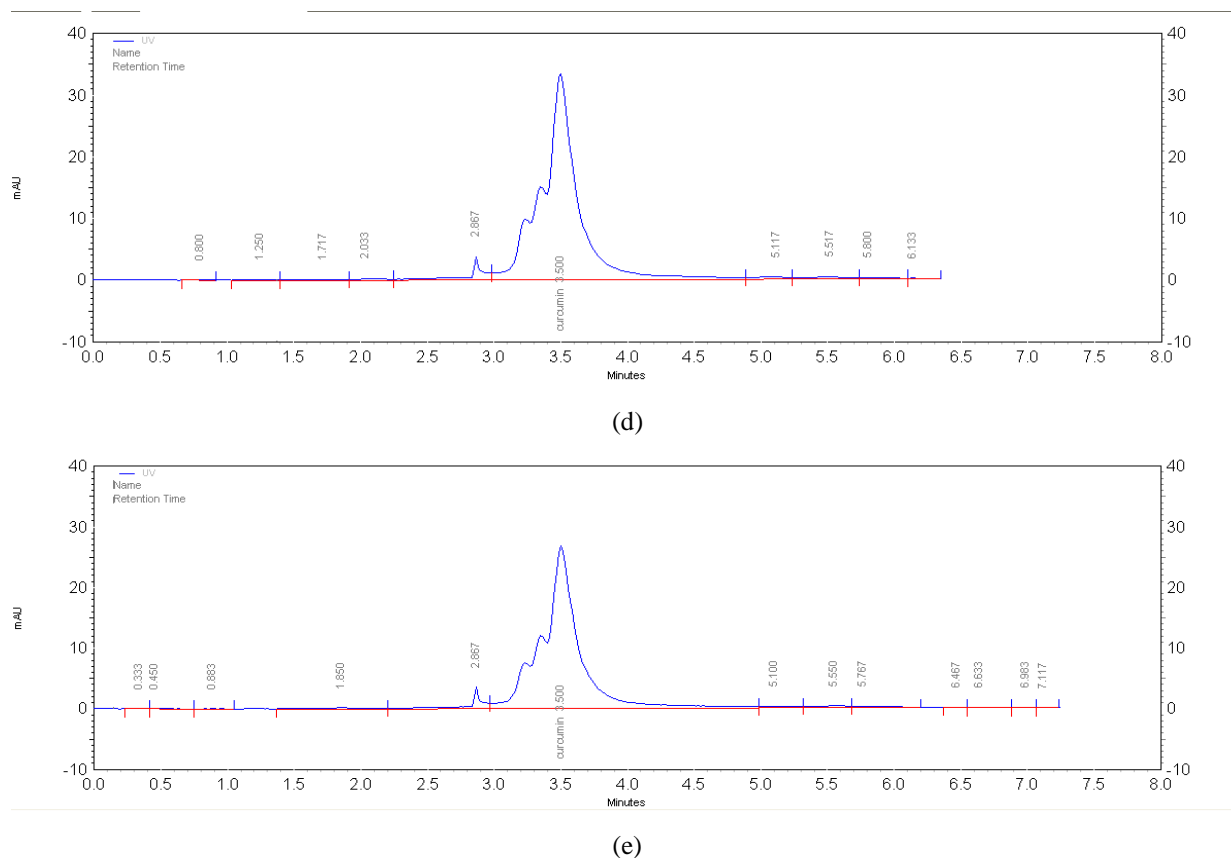 40 40
UV
Name
Retention Time
30 30
20 20
10 10
0 0
-10 -10
mAU
0.800 1.250 1.717 2.033 2.867 curcumin 3.500 5.117 5.517 5.800 6.133
0.0 0.5 1.0 1.5 2.0 2.5 3.0 3.5 4.0 4.5 5.0 5.5 6.0 6.5 7.0 7.5 8.0
Minutes
(d)
40 40
UV
Name
Retention Time
30 30
20 20
10 10
0 0
-10 -10
mAU
0.333 0.450 0.883 1.850 2.867 curcumin 3.500 5.100 5.550 5.767 6.467 6.633 6.983 7.117
0.0 0.5 1.0 1.5 2.0 2.5 3.0 3.5 4.0 4.5 5.0 5.5 6.0 6.5 7.0 7.5 8.0
Minutes
(e)